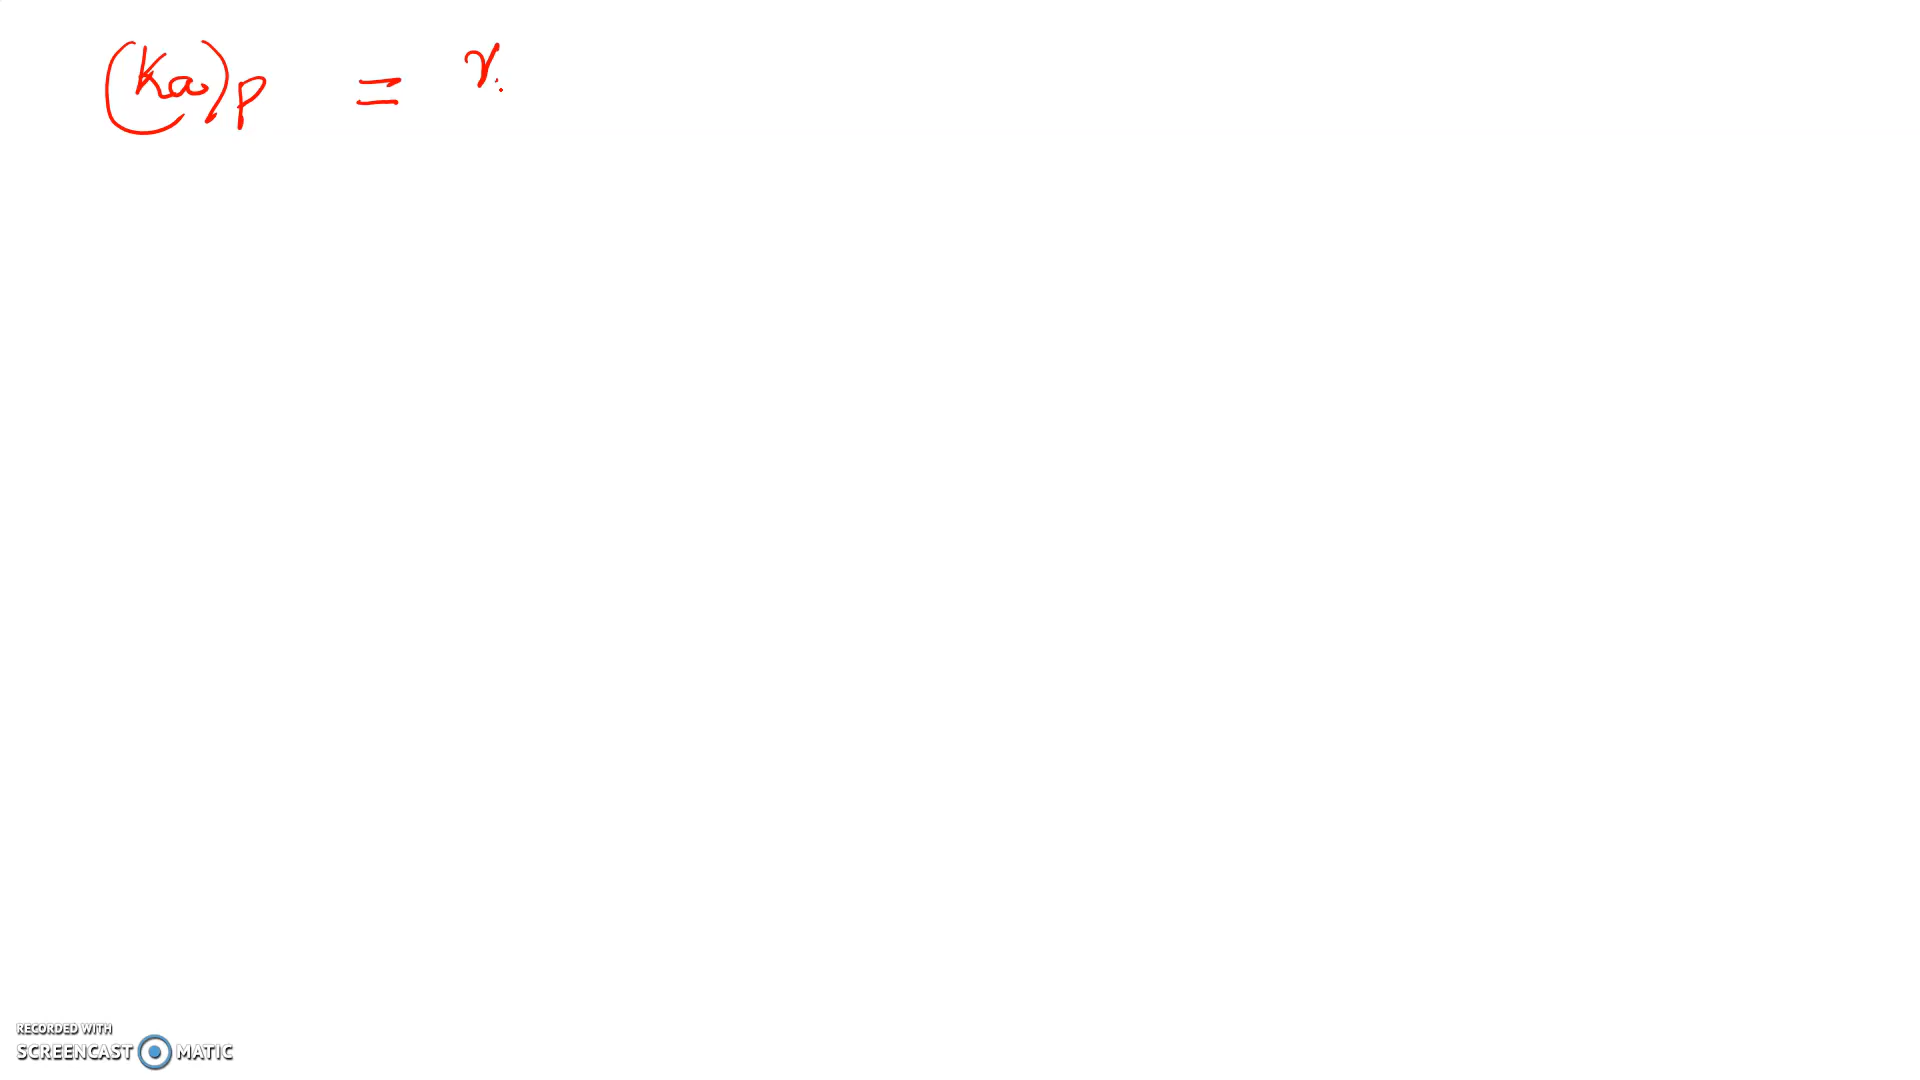 (Ka)p = γ.
RECORDED WITH
SCREENCAST MATIC